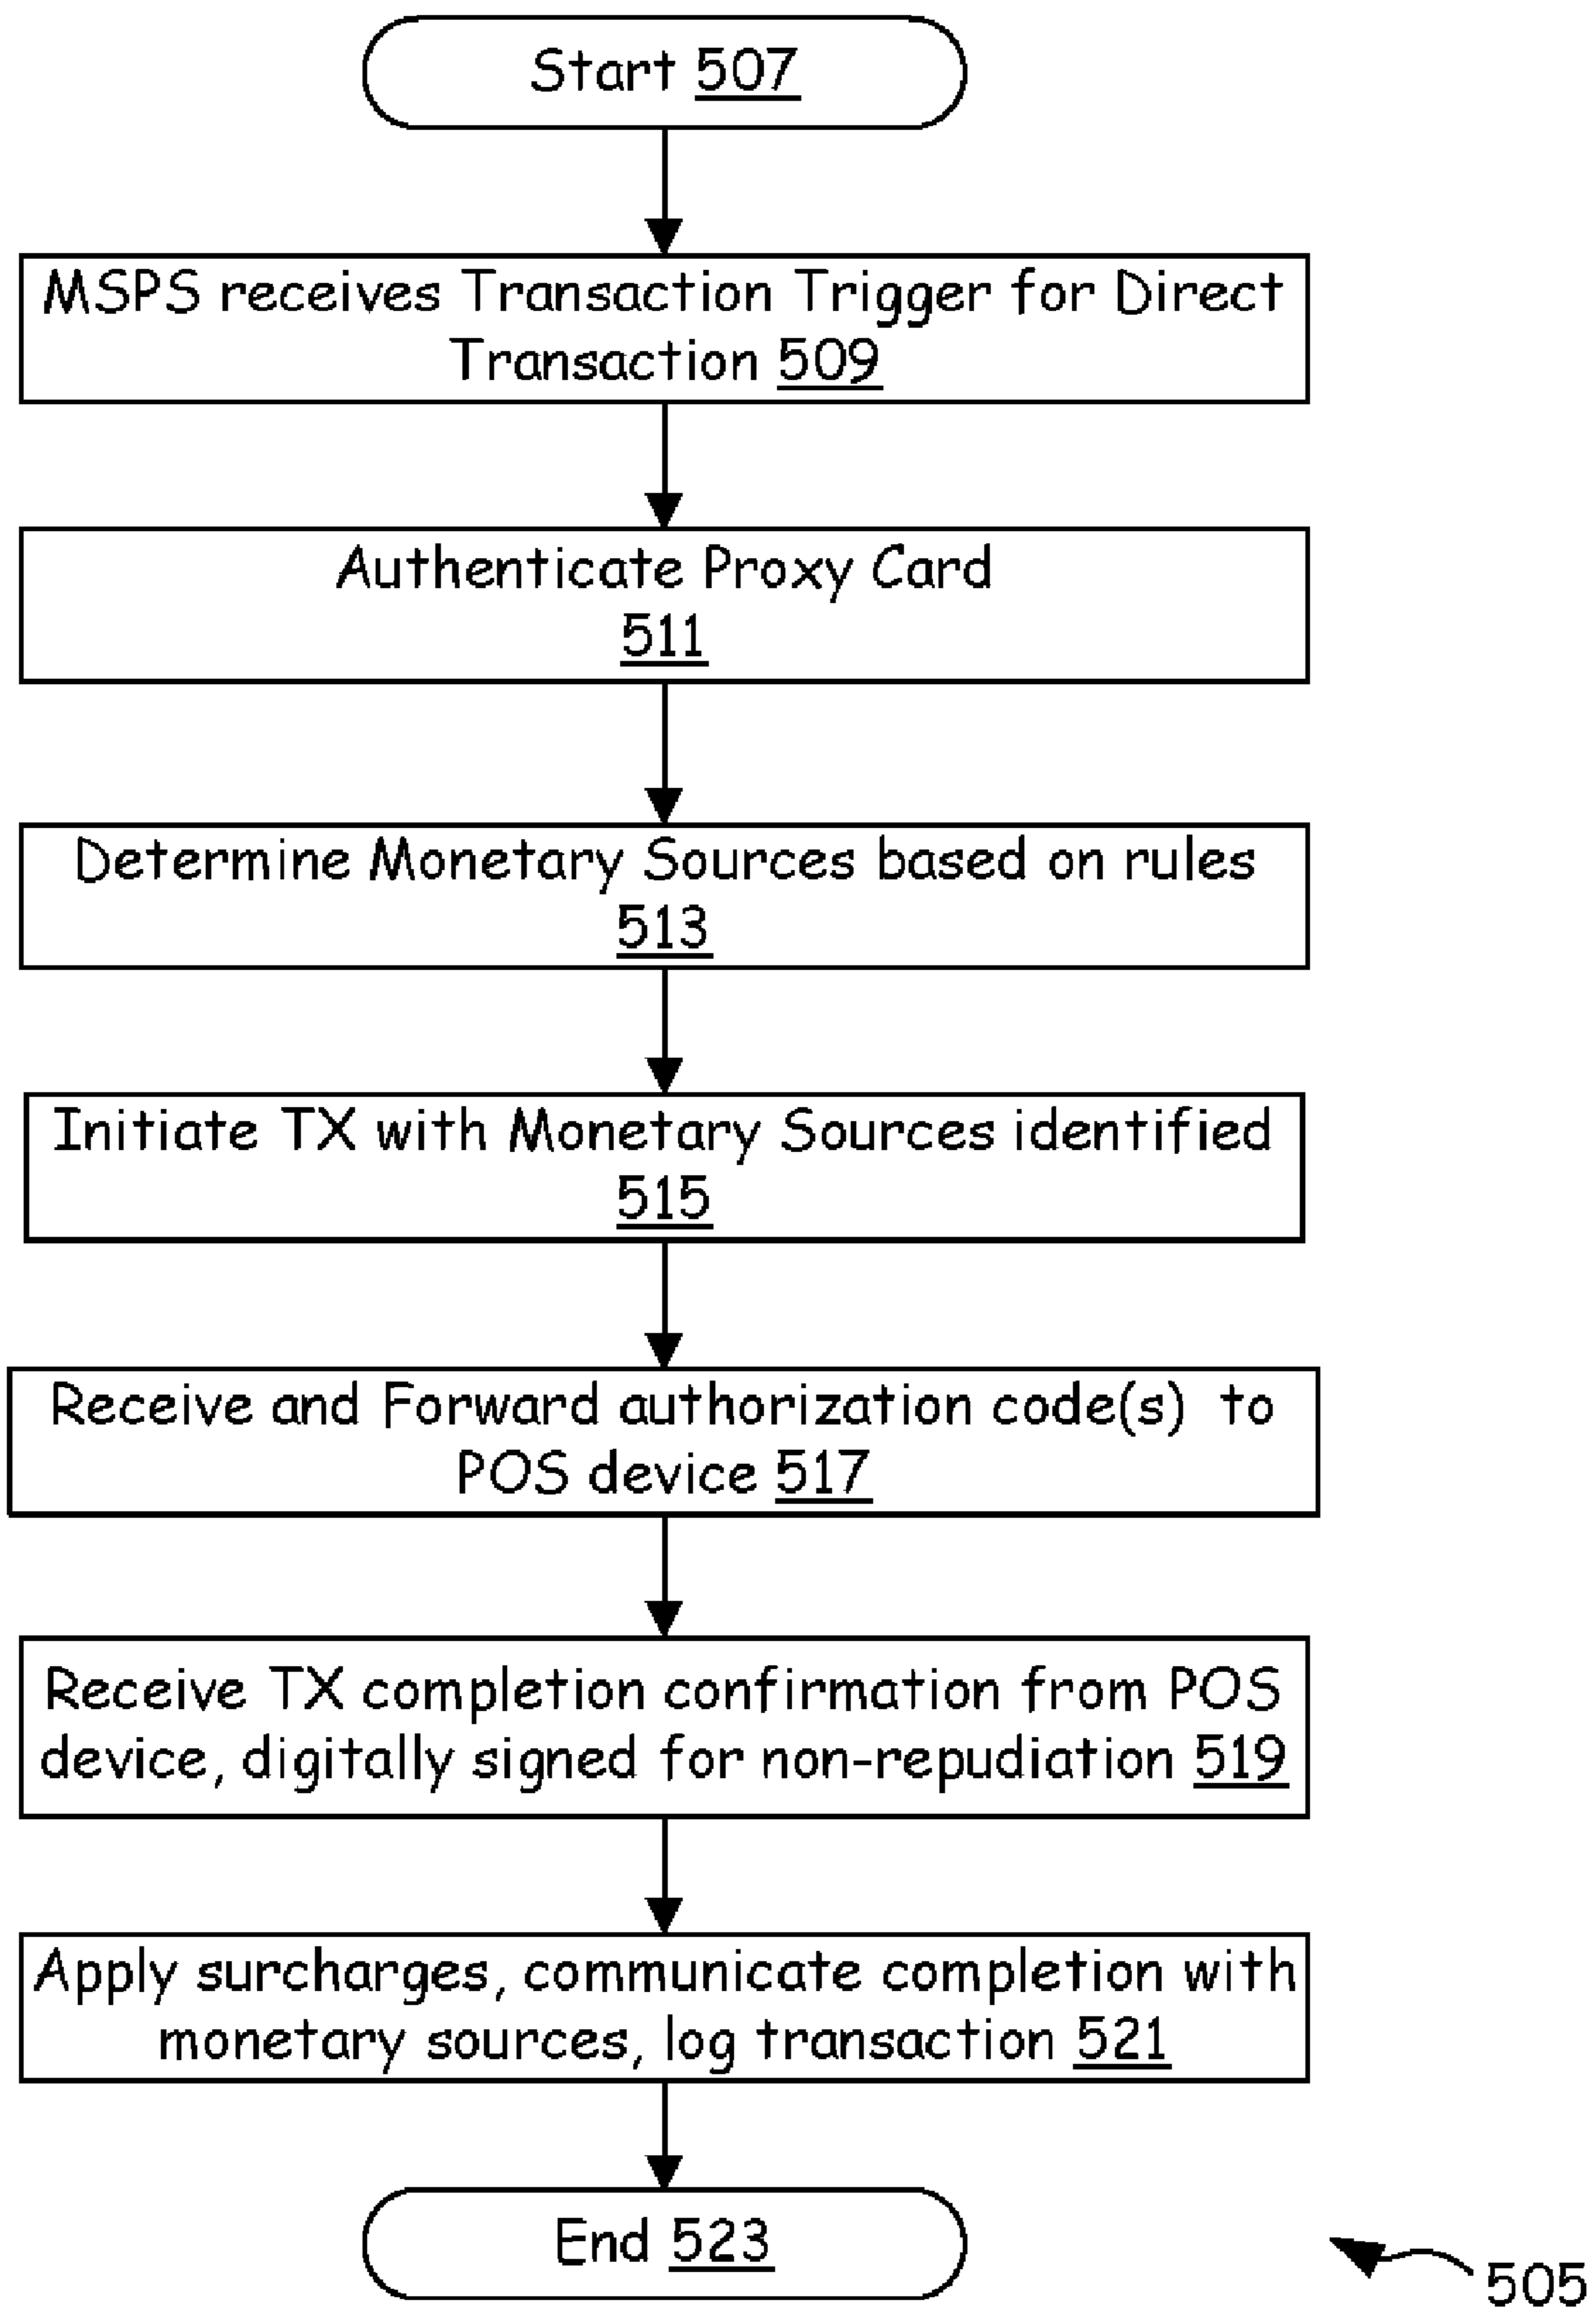 Start 507
MSPS receives Transaction Trigger for Direct
Transaction 509
Authenticate Proxy Card
511
Determine Monetary Sources based on rules
513
Initiate TX with Monetary Sources identified
515
Receive and Forward authorization code(s) to
POS device 517
Receive TX completion confirmation from POS
device, digitally signed for non-repudiation 519
Apply surcharges, communicate completion with
monetary sources, log transaction 521
End 523
505